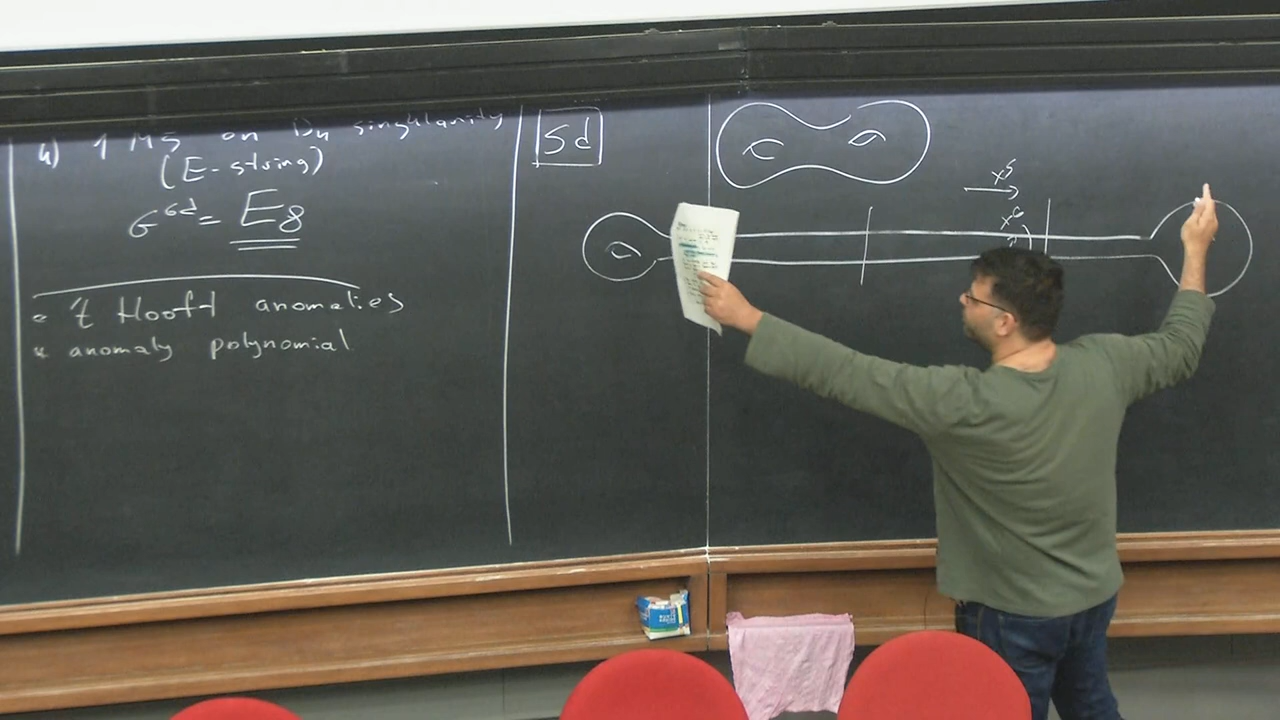 4) 1 M5 on D4 singularity
(E-string)
G^6d = E8
't Hooft anomalies
anomaly polynomial
5d
x^5
x^6